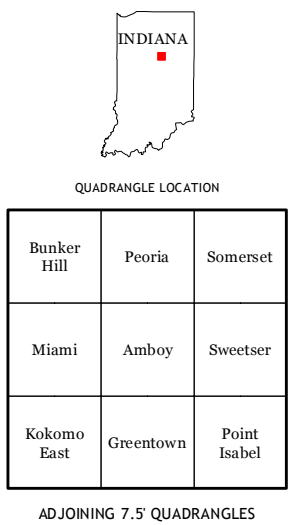 INDIANA
QUADRANGLE LOCATION
Bunker
Hill
Peoria
Somerset
Miami
Amboy
Sweetser
Kokomo
East
Greentown
Point
Isabel
ADJOINING 7.5' QUADRANGLES